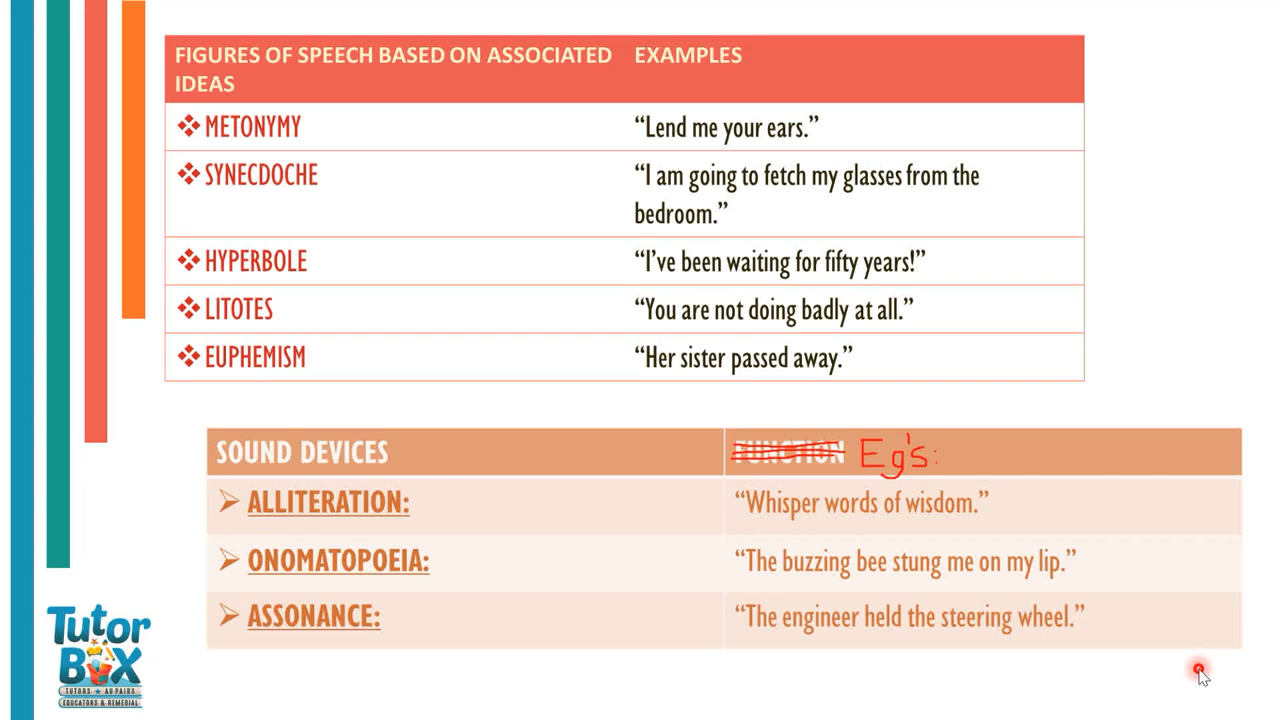 FIGURES OF SPEECH BASED ON ASSOCIATED EXAMPLES
IDEAS
METONYMY "Lend me your ears."
SYNECDOCHE "I am going to fetch my glasses from the
bedroom."
HYPERBOLE "I've been waiting for fifty years!"
LITOTES "You are not doing badly at all."
EUPHEMISM "Her sister passed away."
SOUND DEVICES FUNCTION Eg's:
ALLITERATION: "Whisper words of wisdom."
ONOMATOPOEIA: "The buzzing bee stung me on my lip."
ASSONANCE: "The engineer held the steering wheel."
Tutor
BOX
TUTORS ★ AU PAIRS
EDUCATORS & REMEDIAL